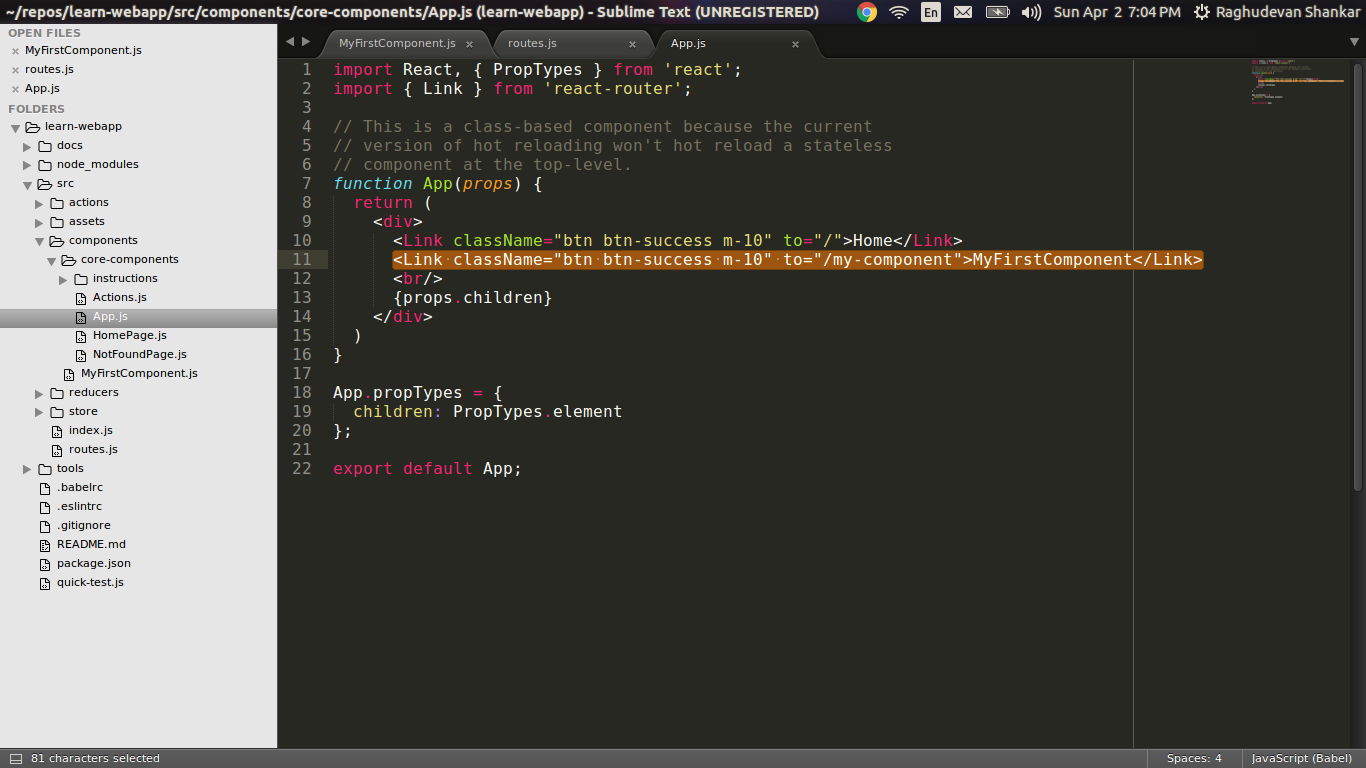 ~/repos/learn-webapp/src/components/core-components/App.js (learn-webapp) - Sublime Text (UNREGISTERED)
En
Sun Apr 2 7:04 PM
Raghudevan Shankar
OPEN FILES
MyFirstComponent.js
routes.js
App.js
FOLDERS
learn-webapp
docs
node_modules
src
actions
assets
components
core-components
instructions
Actions.js
App.js
HomePage.js
NotFoundPage.js
MyFirstComponent.js
reducers
store
index.js
routes.js
tools
.babelrc
.eslintrc
.gitignore
README.md
package.json
quick-test.js
MyFirstComponent.js × routes.js × App.js ×
1 import React, { PropTypes } from 'react';
2 import { Link } from 'react-router';
3
4 // This is a class-based component because the current
5 // version of hot reloading won't hot reload a stateless
6 // component at the top-level.
7 function App(props) {
8 return (
9 <div>
10 <Link className="btn btn-success m-10" to="/">Home</Link>
11 <Link className="btn btn-success m-10" to="/my-component">MyFirstComponent</Link>
12 <br/>
13 {props.children}
14 </div>
15 )
16 }
17
18 App.propTypes = {
19 children: PropTypes.element
20 };
21
22 export default App;
81 characters selected
Spaces: 4
JavaScript (Babel)